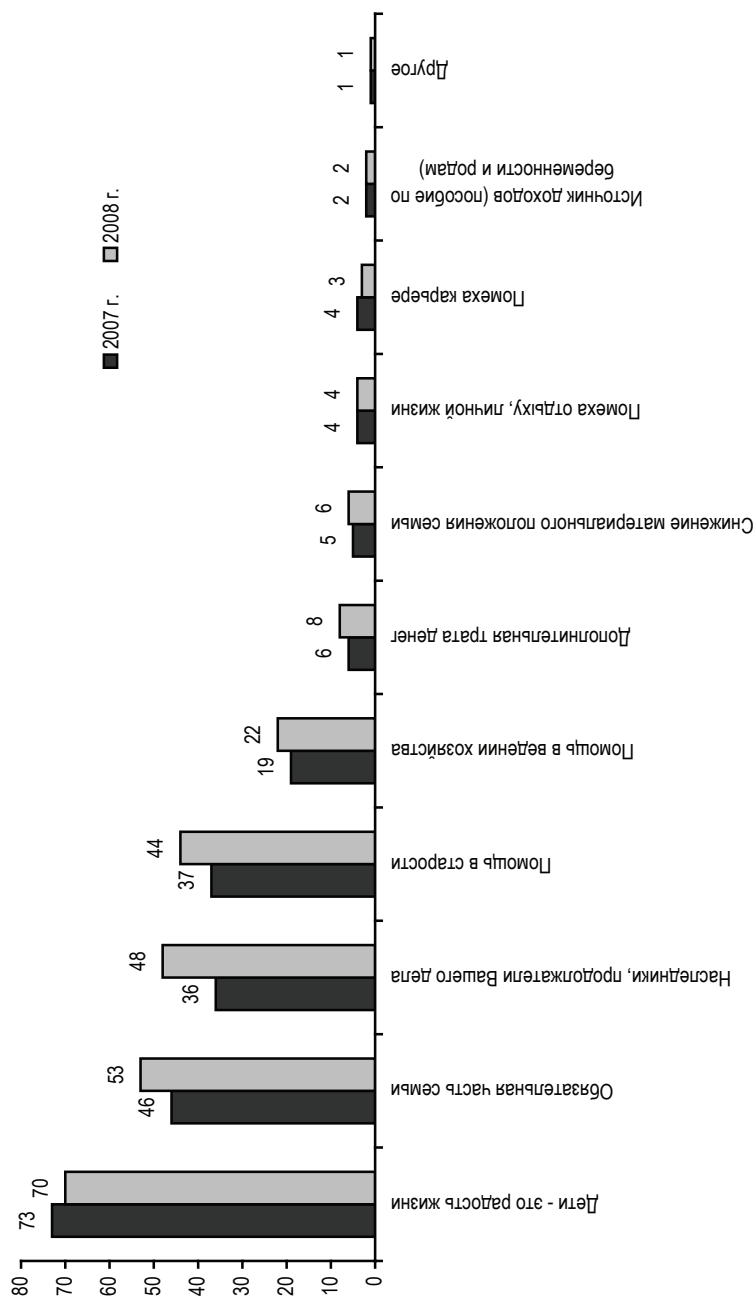 80
70
60
50
40
30
20
10
0
2007 г.
2008 г.
73
70
46
53
36
48
37
44
19
22
6
8
5
6
4
4
4
3
2
2
1
1
Дети - это радость жизни
Обязательная часть семьи
Наследники, продолжатели Вашего дела
Помощь в старости
Помощь в ведении хозяйства
Дополнительная трата денег
Снижение материального положения семьи
Помеха отдыху, личной жизни
Помеха карьере
Источник доходов (пособие по
беременности и родам)
Другое